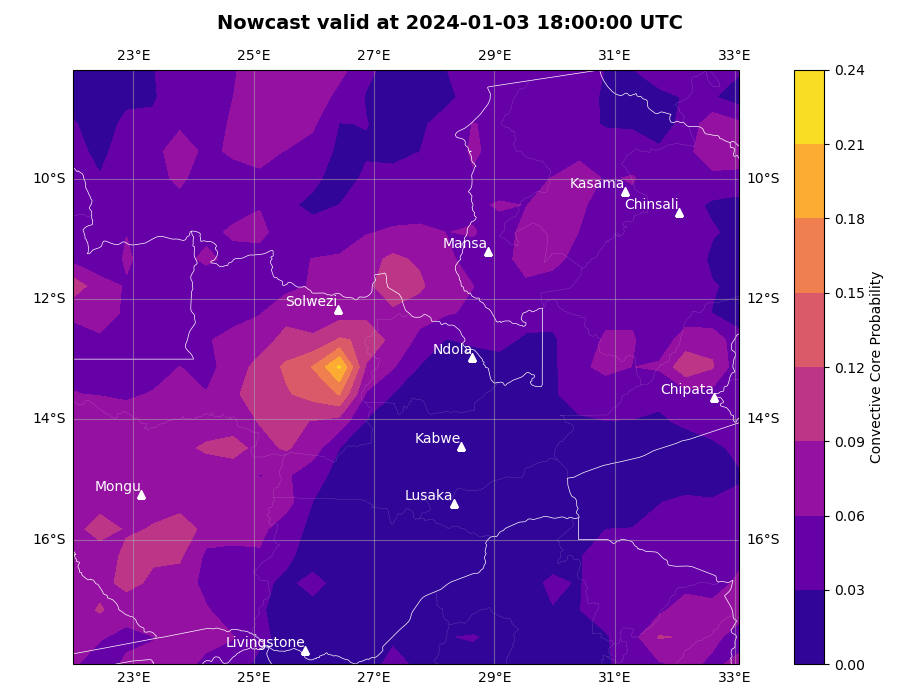 Nowcast valid at 2024-01-03 18:00:00 UTC
23°E 25°E 27°E 29°E 31°E 33°E
0.24
0.21
0.18
0.15
0.12
0.09
0.06
0.03
0.00
Convective Core Probability
10°S 10°S
12°S 12°S
14°S 14°S
16°S 16°S
Kasama
Chinsali
Mansa
Solwezi
Ndola
Chipata
Kabwe
Mongu
Lusaka
Livingstone
23°E 25°E 27°E 29°E 31°E 33°E